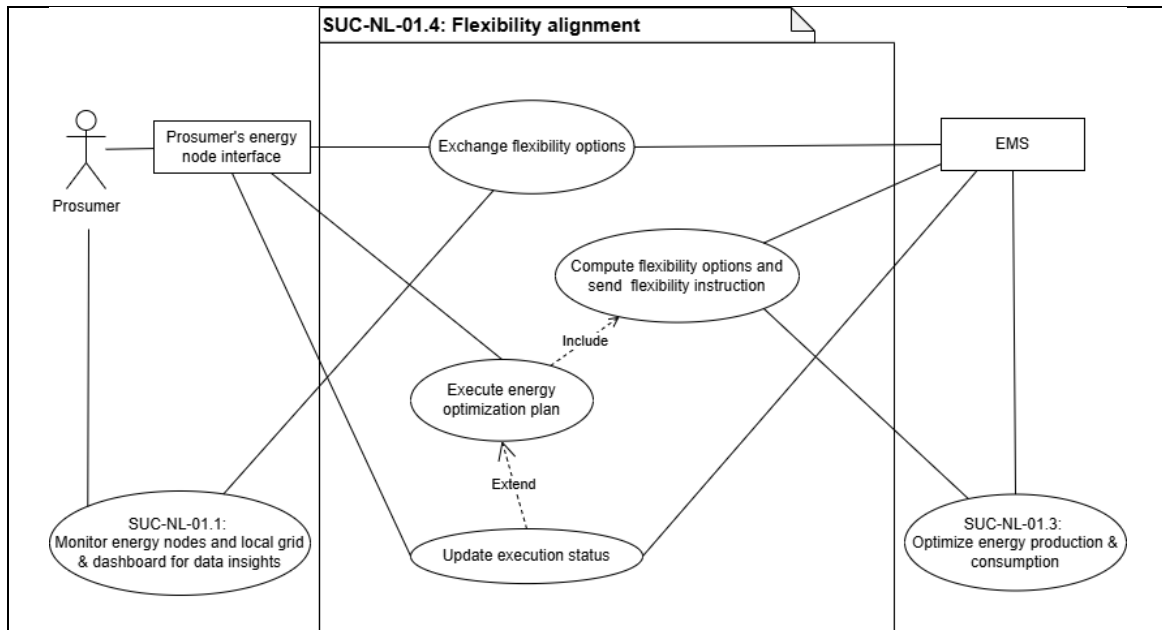 SUC-NL-01.4: Flexibility alignment
Prosumer's energy
node interface
Exchange flexibility options
EMS
Prosumer
Compute flexibility options and
send flexibility instruction
Include
Execute energy
optimization plan
Extend
SUC-NL-01.1:
Monitor energy nodes and local grid
& dashboard for data insights
Update execution status
SUC-NL-01.3:
Optimize energy production &
consumption